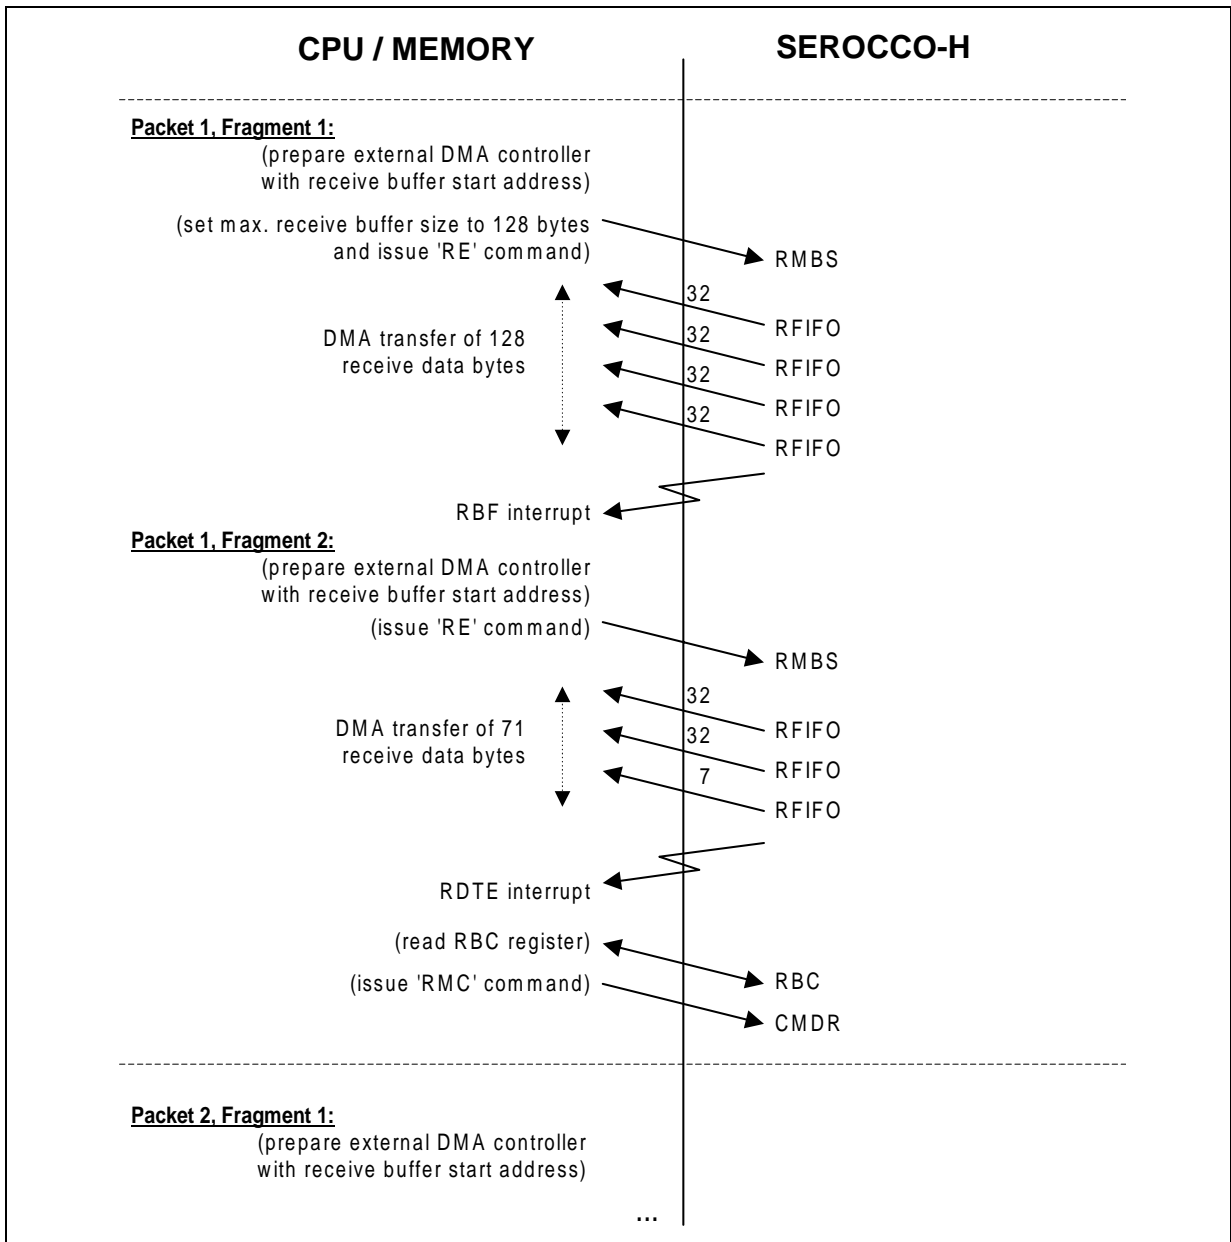 CPU / MEMORY
SEROCCO-H
Packet 1, Fragment 1:
(prepare external DMA controller
with receive buffer start address)
(set max. receive buffer size to 128 bytes
and issue 'RE' command)
RMBS
32
RFIFO
DMA transfer of 128
receive data bytes
32
RFIFO
32
RFIFO
32
RFIFO
RBF interrupt
Packet 1, Fragment 2:
(prepare external DMA controller
with receive buffer start address)
(issue 'RE' command)
RMBS
32
RFIFO
DMA transfer of 71
receive data bytes
32
RFIFO
7
RFIFO
RDTE interrupt
(read RBC register)
RBC
(issue 'RMC' command)
CMDR
Packet 2, Fragment 1:
(prepare external DMA controller
with receive buffer start address)
...